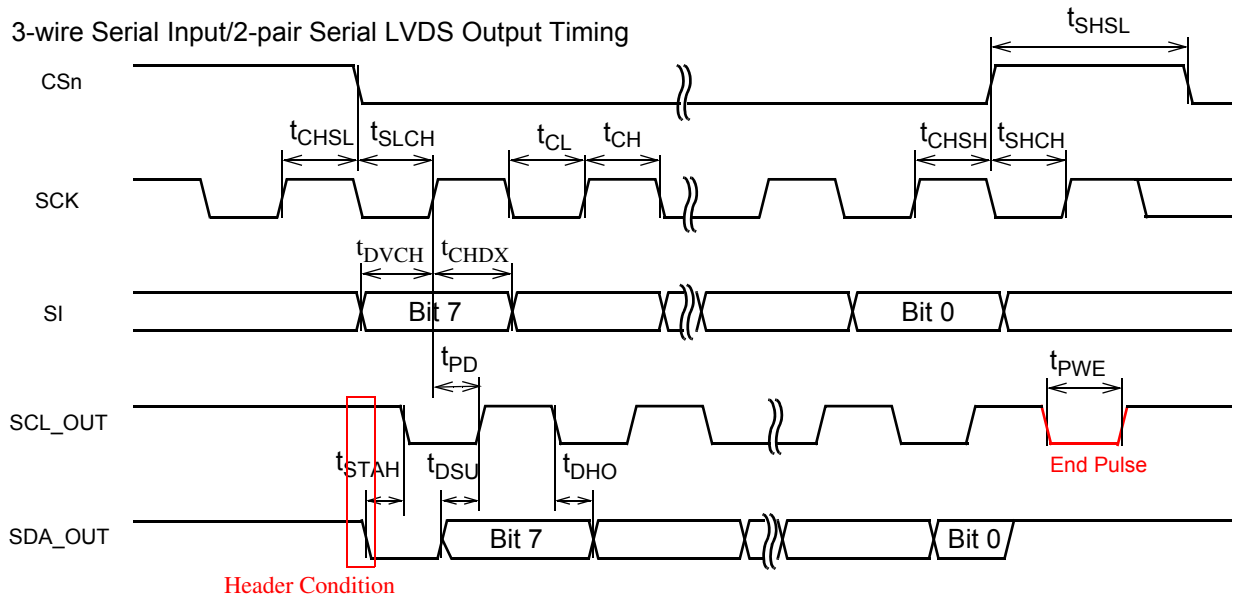 3-wire Serial Input/2-pair Serial LVDS Output Timing
tSHSL
CSn
tCHSL
tSLCH
tCL
tCH
tCHSH
tSHCH
SCK
tDVCH
tCHDX
SI
Bit 7
Bit 0
tPD
tPWE
SCL_OUT
End Pulse
tSTAH
tDSU
tDHO
SDA_OUT
Bit 7
Bit 0
Header Condition